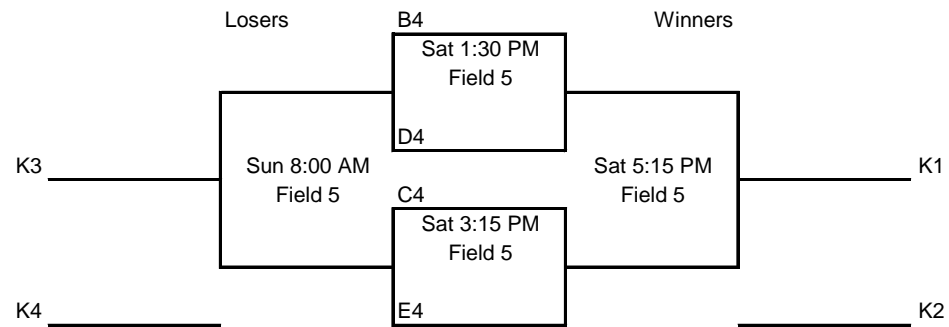 Losers B4 Winners
Sat 1:30 PM
Field 5
D4
K3 Sun 8:00 AM Sat 5:15 PM K1
Field 5 C4 Field 5
Sat 3:15 PM
Field 5
K4 E4 K2